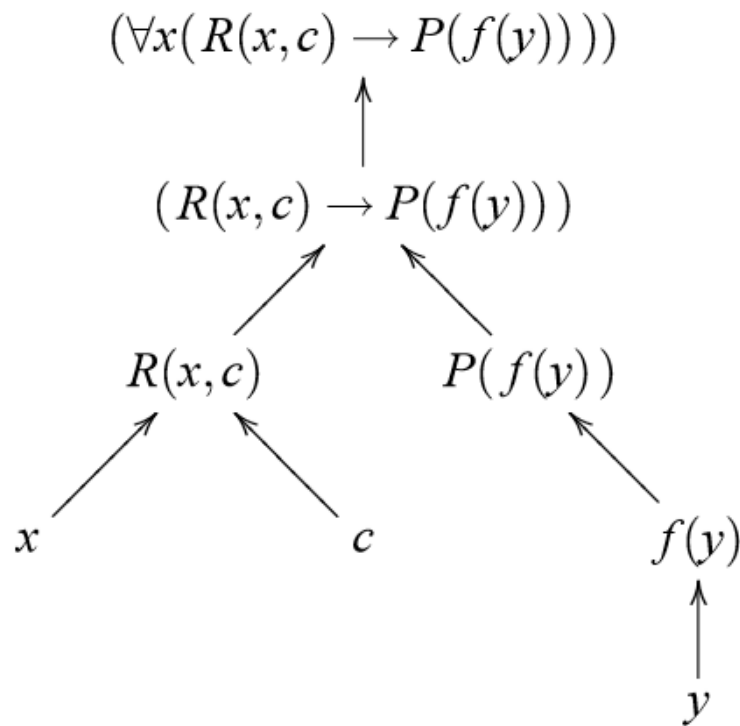 (∀x(R(x,c) → P(f(y))))
(R(x,c) → P(f(y)))
R(x,c) P(f(y))
x c f(y)
y